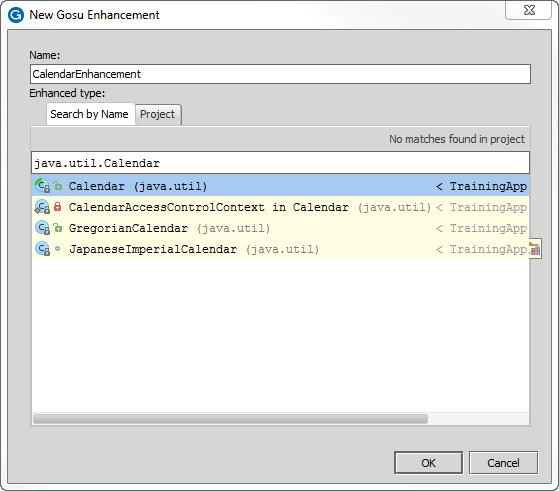 New Gosu Enhancement
Name:
CalendarEnhancement
Enhanced type:
Search by Name Project
No matches found in project
java.util.Calendar
Calendar (java.util) < TrainingApp
CalendarAccessControlContext in Calendar (java.util) < TrainingApp
GregorianCalendar (java.util) < TrainingApp
JapaneseImperialCalendar (java.util) < TrainingApp.
OK Cancel